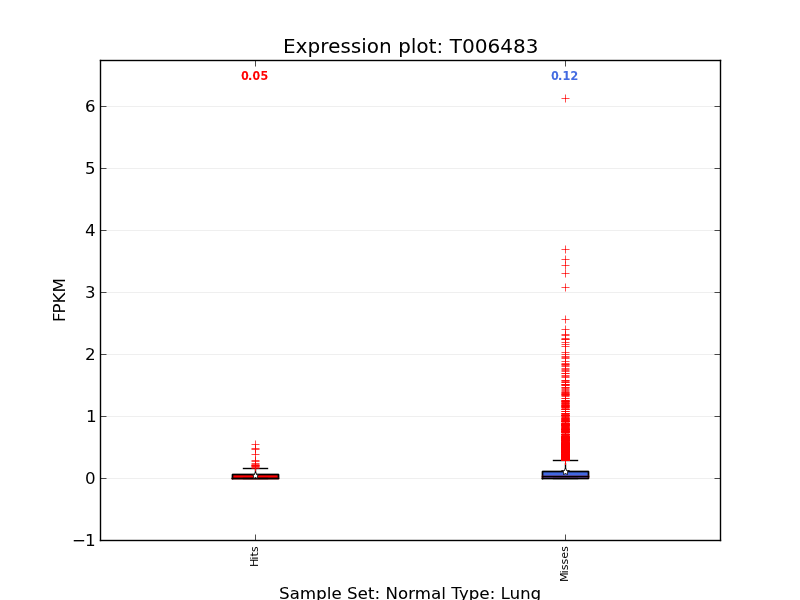 Expression plot: T006483
0.05
0.12
6
5
4
3
2
1
0
−1
FPKM
Hits
Misses
Sample Set: Normal Type: Lung